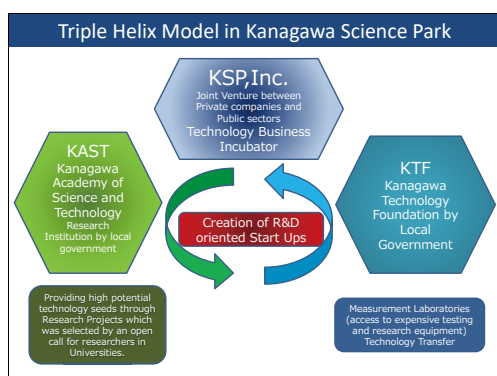 Triple Helix Model in Kanagawa Science Park
KSP,Inc.
Joint Venture between
Private companies and
Public sectors
Technology Business
Incubator
KAST
Kanagawa
Academy of
Science and
Technology
Research
Institution by local
government
KTF
Kanagawa
Technology
Foundation by
Local
Government
Creation of R&D
oriented Start Ups
Providing high potential
technology seeds through
Research Projects which
was selected by an open
call for researchers in
Universities.
Measurement Laboratories
(access to expensive testing
and research equipment)
Technology Transfer